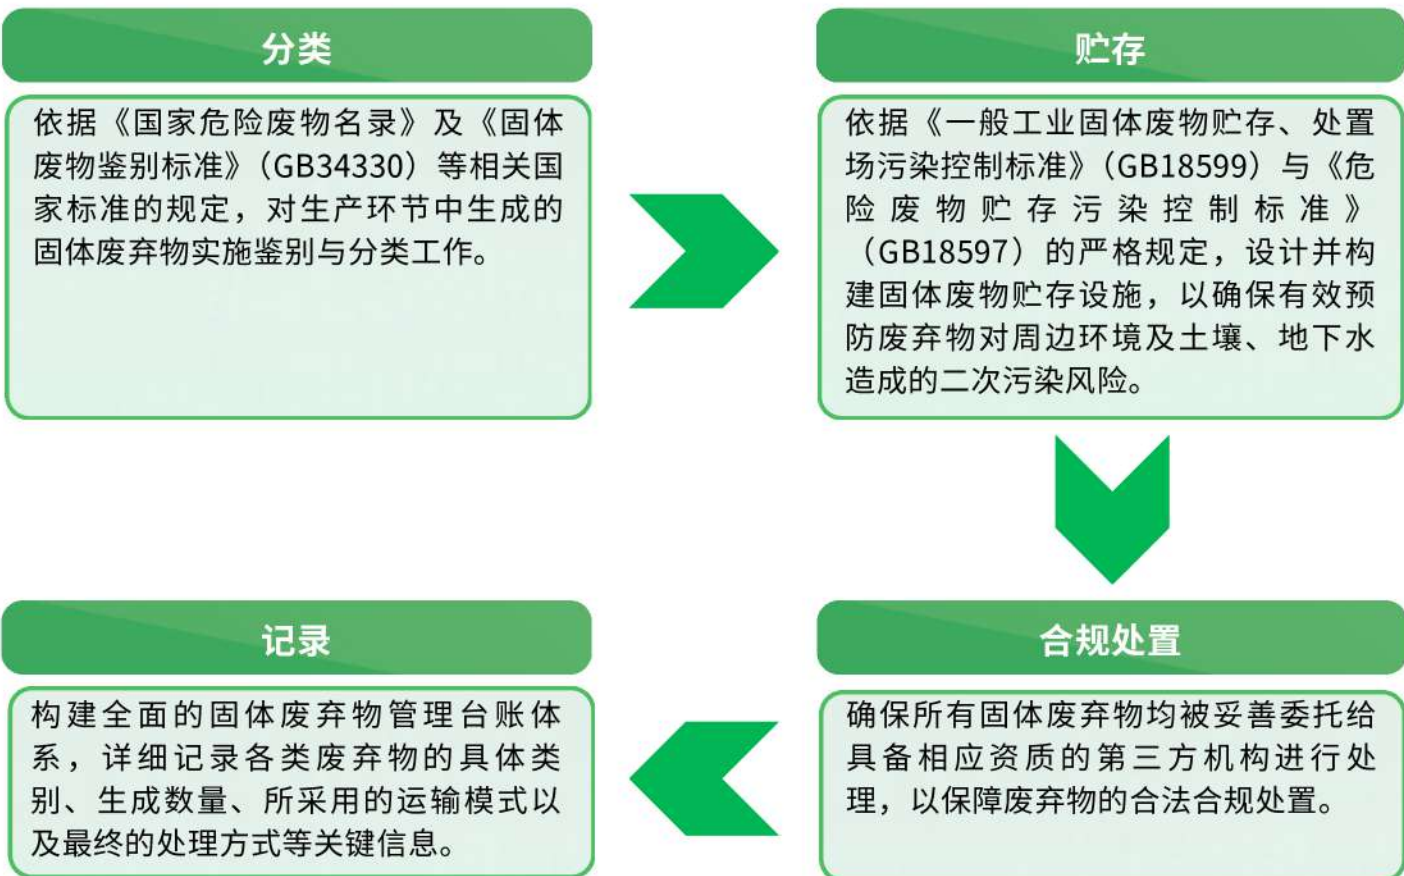 分类
依据《国家危险废物名录》及《固体
废物鉴别标准》（GB34330）等相关国
家标准的规定，对生产环节中生成的
固体废弃物实施鉴别与分类工作。
贮存
依据《一般工业固体废物贮存、处置
场污染控制标准》（GB18599）与《危
险废物贮存污染控制标准》
（GB18597）的严格规定，设计并构
建固体废物贮存设施，以确保有效预
防废弃物对周边环境及土壤、地下水
造成的二次污染风险。
合规处置
确保所有固体废弃物均被妥善委托给
具备相应资质的第三方机构进行处
理，以保障废弃物的合法合规处置。
记录
构建全面的固体废弃物管理台账体
系，详细记录各类废弃物的具体类
别、生成数量、所采用的运输模式以
及最终的处理方式等关键信息。